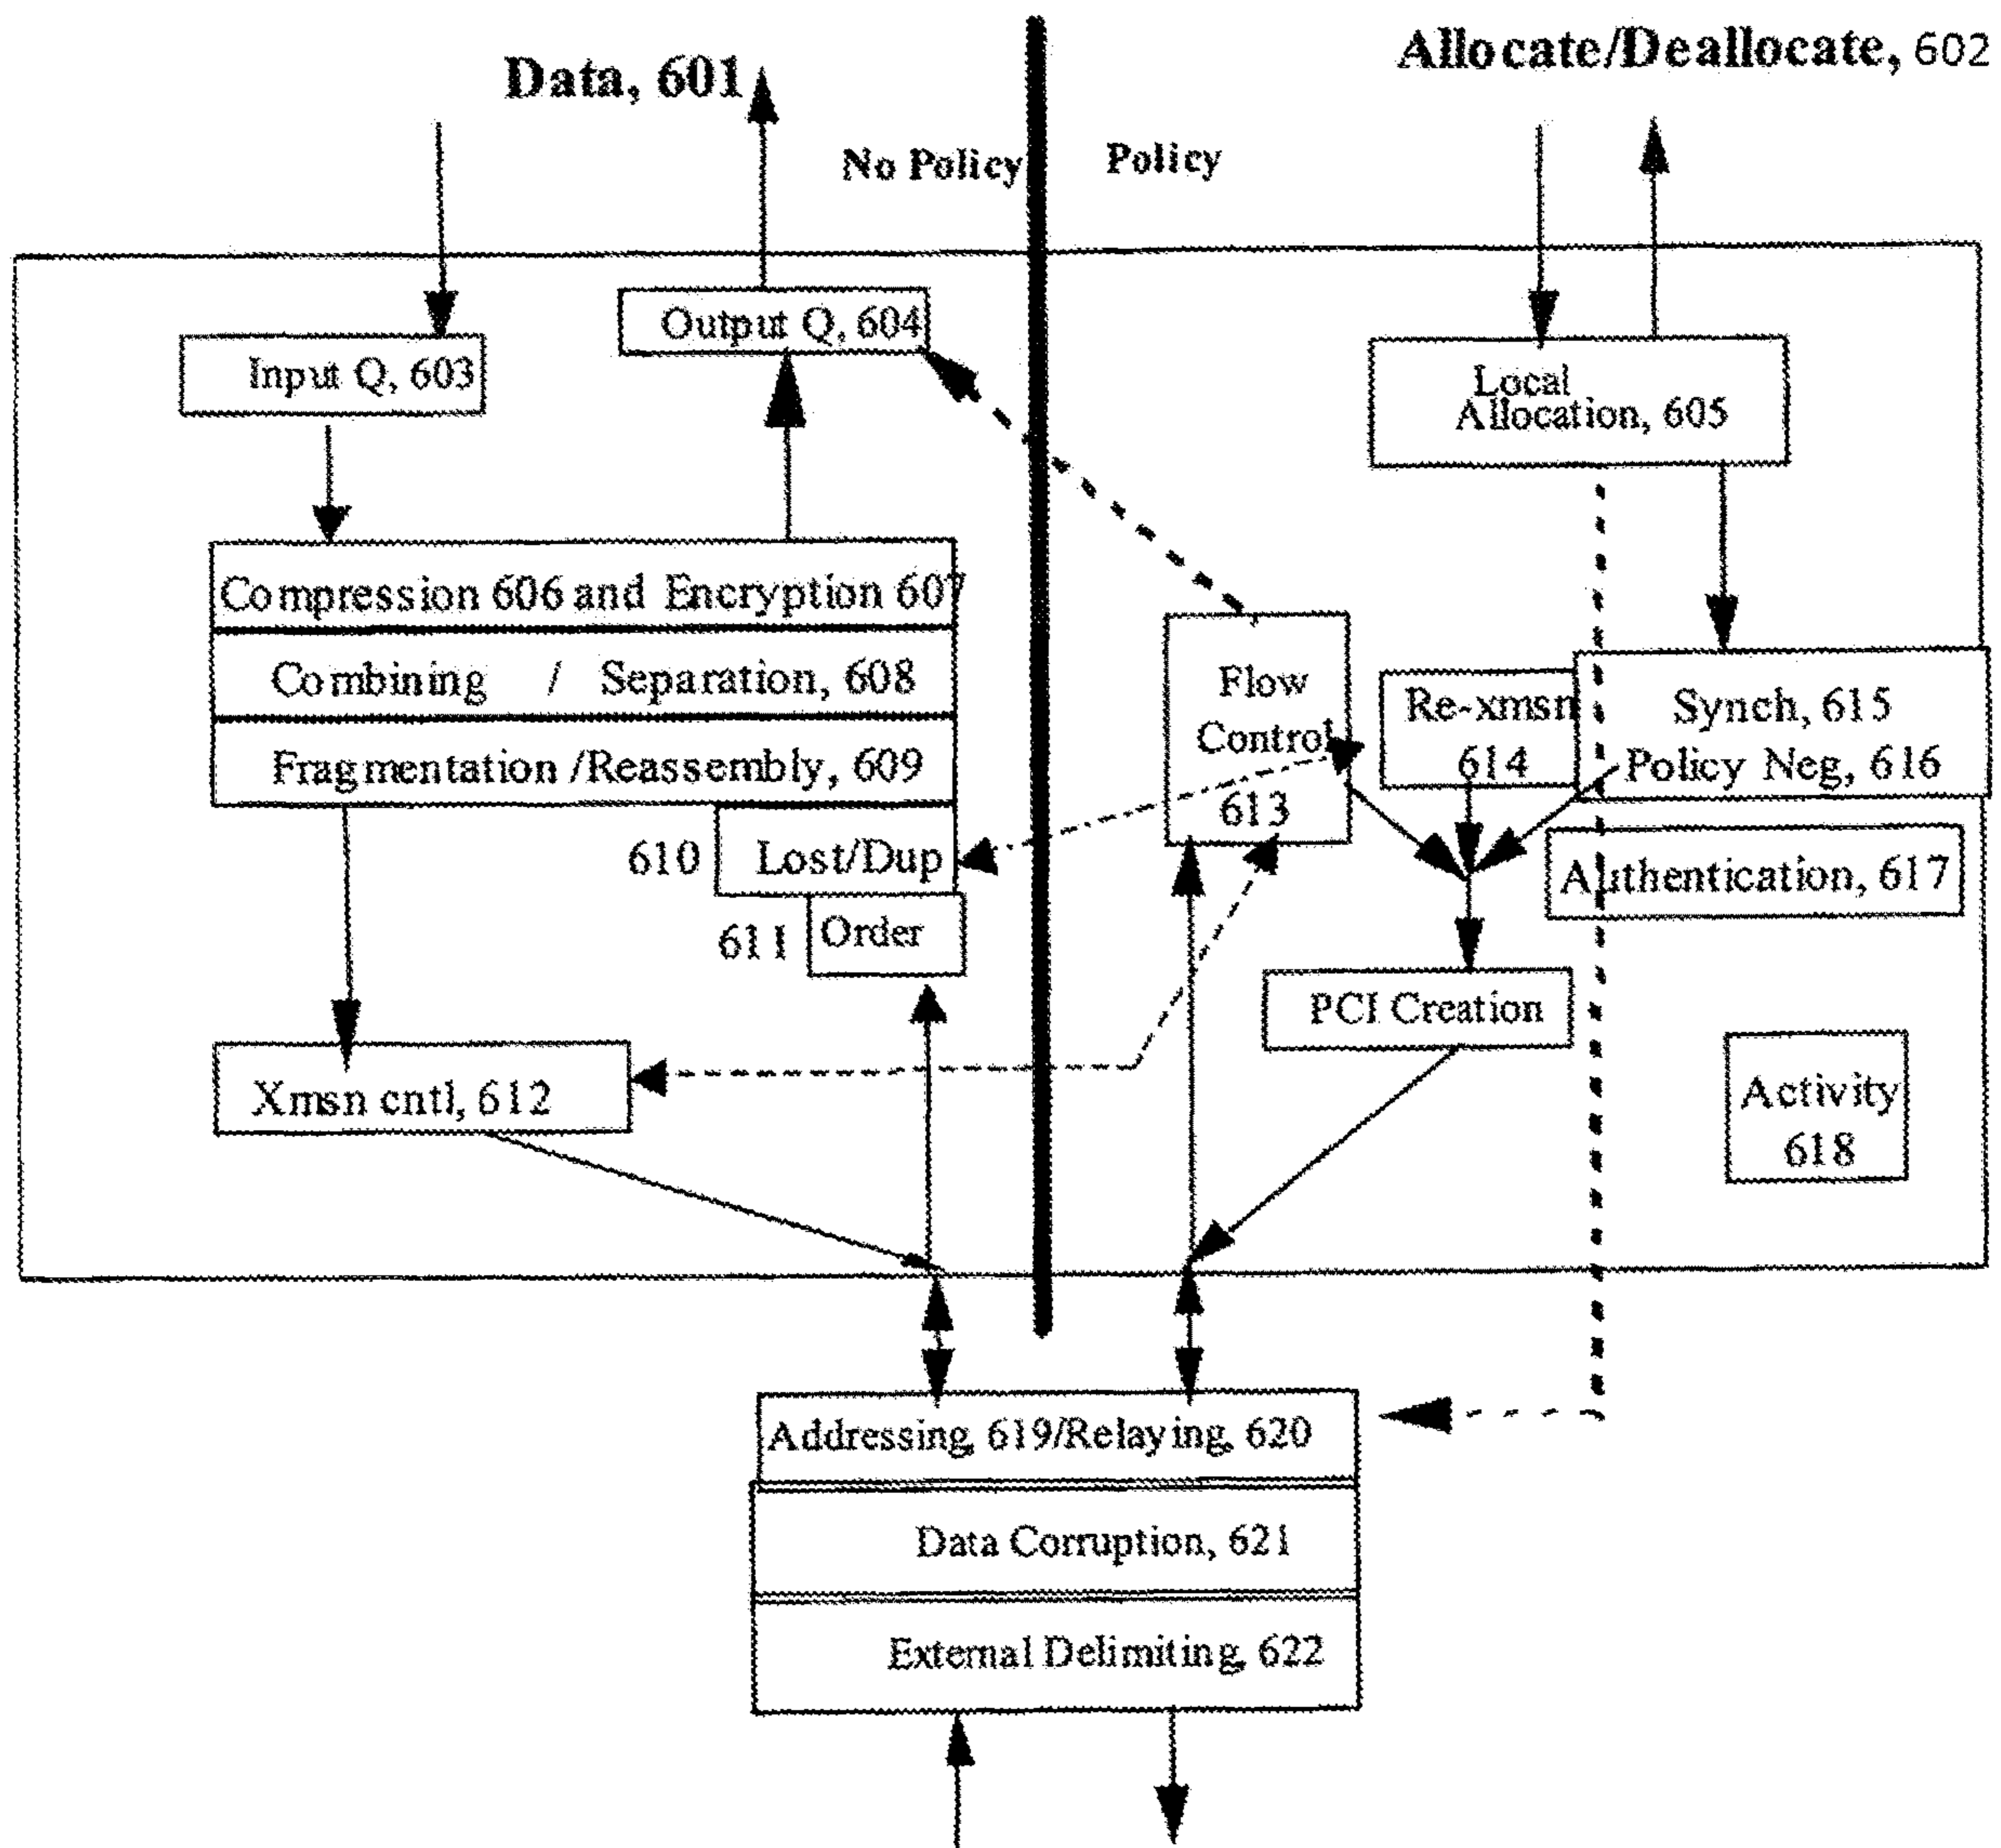 Data, 601
Allocate/Deallocate, 602
No Policy
Policy
Input Q, 603
Output Q, 604
Local
Allocation, 605
Compression 606 and Encryption 607
Combining / Separation, 608
Fragmentation /Reassembly, 609
610
Lost/Dup
611
Order
Xmsn cntl, 612
Flow
Control
613
Re-xmsn
614
Synch, 615
Policy Neg, 616
Authentication, 617
PCI Creation
Activity
618
Addressing, 619/Relaying, 620
Data Corruption, 621
External Delimiting, 622